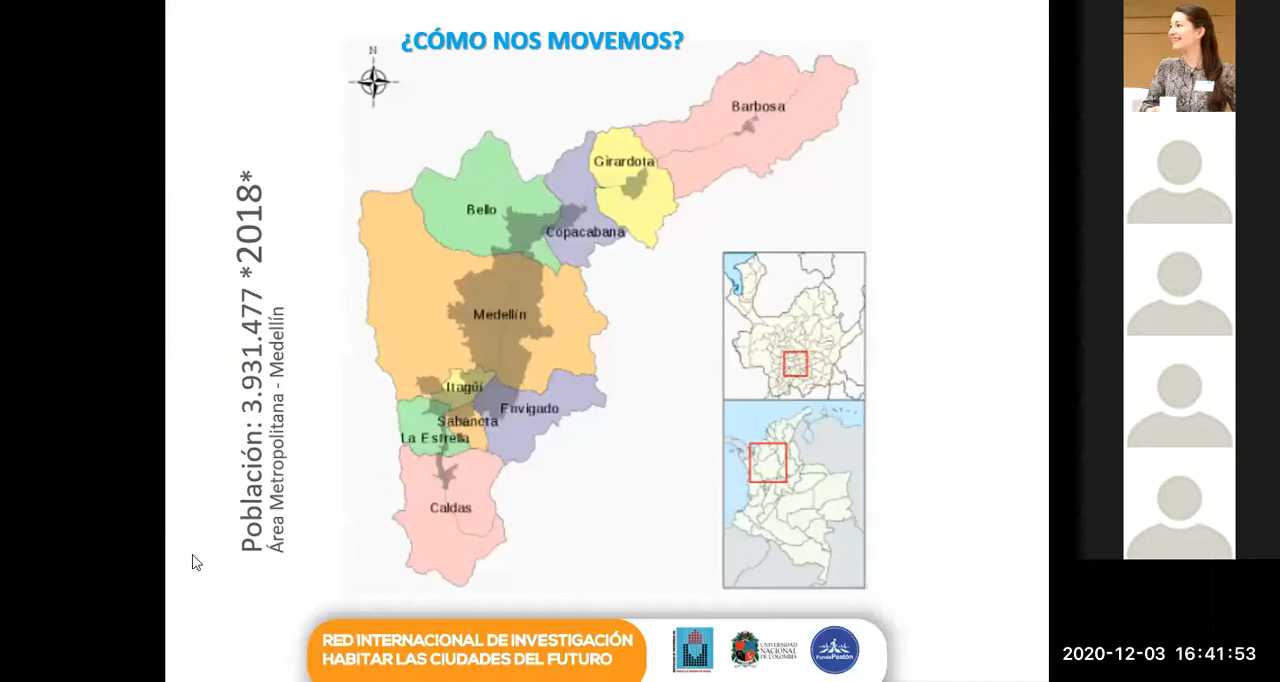 ¿CÓMO NOS MOVEMOS?
N
Barbosa
Girardota
Bello
Copacabana
Medellín
Itagüí
Envigado
Sabaneta
La Estrella
Caldas
Población: 3.931.477 *2018*
Área Metropolitana - Medellín
RED INTERNACIONAL DE INVESTIGACIÓN
HABITAR LAS CIUDADES DEL FUTURO
UNIVERSIDAD
NACIONAL
DE COLOMBIA
FundaPeatón
2020-12-03 16:41:53